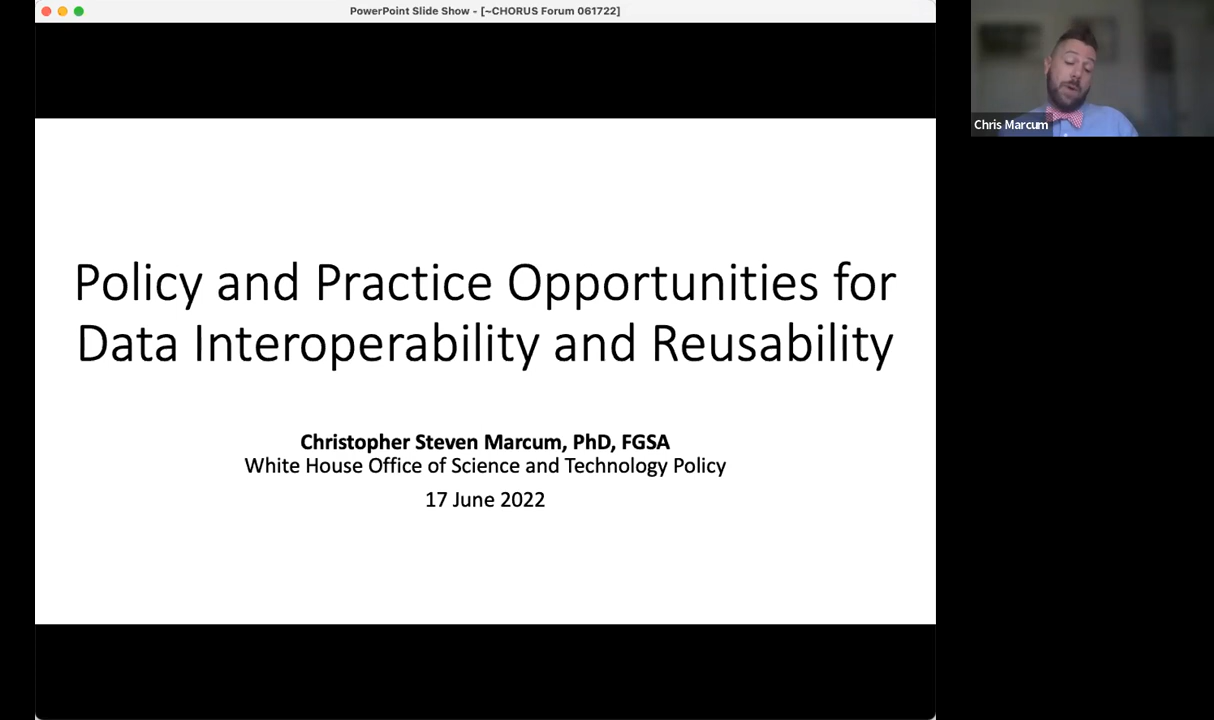 PowerPoint Slide Show - [~CHORUS Forum 061722]
Policy and Practice Opportunities for
Data Interoperability and Reusability
Christopher Steven Marcum, PhD, FGSA
White House Office of Science and Technology Policy
17 June 2022
Chris Marcum